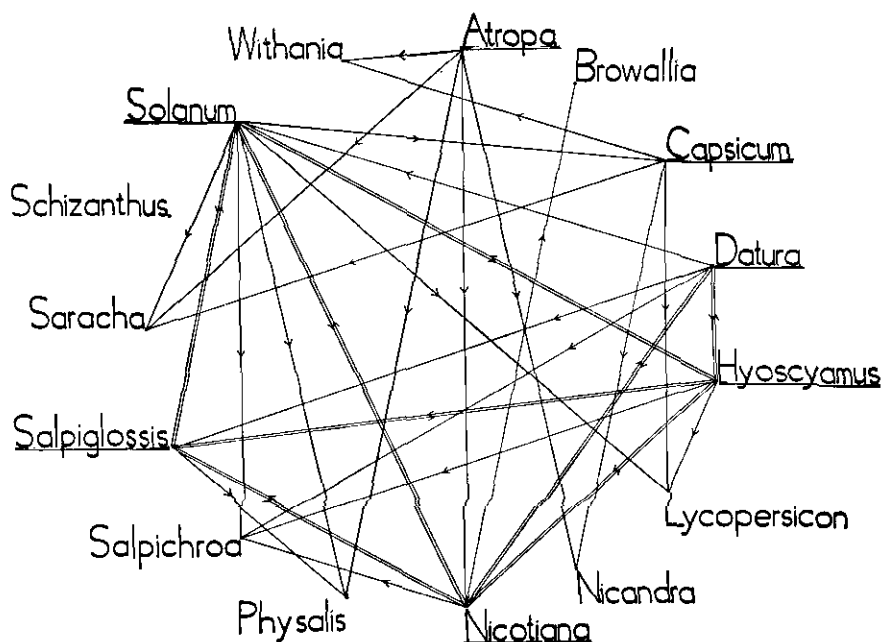 Atropa
Withania
Browallia
Solanum
Capsicum
Schizanthus
Datura
Saracha
Hyoscyamus
Salpiglossis
Lycopersicon
Salpichroa
Nicandra
Physalis
Nicotiana